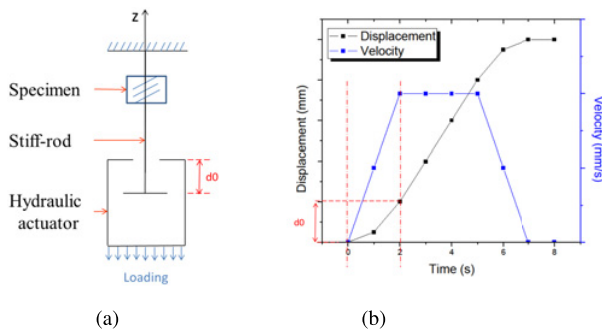 z
Specimen
Stiff-rod
Hydraulic
actuator
d0
Loading
(a)
Displacement
Velocity
Displacement (mm)
Velocity (mm/s)
d0
0
2
4
6
8
Time (s)
(b)